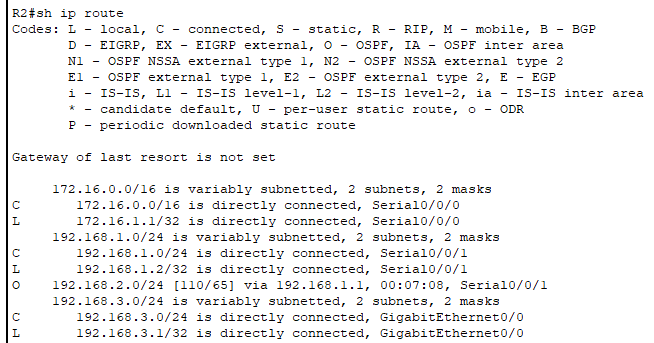 R2#sh ip route
Codes: L - local, C - connected, S - static, R - RIP, M - mobile, B - BGP
       D - EIGRP, EX - EIGRP external, O - OSPF, IA - OSPF inter area
       N1 - OSPF NSSA external type 1, N2 - OSPF NSSA external type 2
       E1 - OSPF external type 1, E2 - OSPF external type 2, E - EGP
       i - IS-IS, L1 - IS-IS level-1, L2 - IS-IS level-2, ia - IS-IS inter area
       * - candidate default, U - per-user static route, o - ODR
       P - periodic downloaded static route
Gateway of last resort is not set
     172.16.0.0/16 is variably subnetted, 2 subnets, 2 masks
C       172.16.0.0/16 is directly connected, Serial0/0/0
L       172.16.1.1/32 is directly connected, Serial0/0/0
     192.168.1.0/24 is variably subnetted, 2 subnets, 2 masks
C       192.168.1.0/24 is directly connected, Serial0/0/1
L       192.168.1.2/32 is directly connected, Serial0/0/1
O    192.168.2.0/24 [110/65] via 192.168.1.1, 00:07:08, Serial0/0/1
     192.168.3.0/24 is variably subnetted, 2 subnets, 2 masks
C       192.168.3.0/24 is directly connected, GigabitEthernet0/0
L       192.168.3.1/32 is directly connected, GigabitEthernet0/0